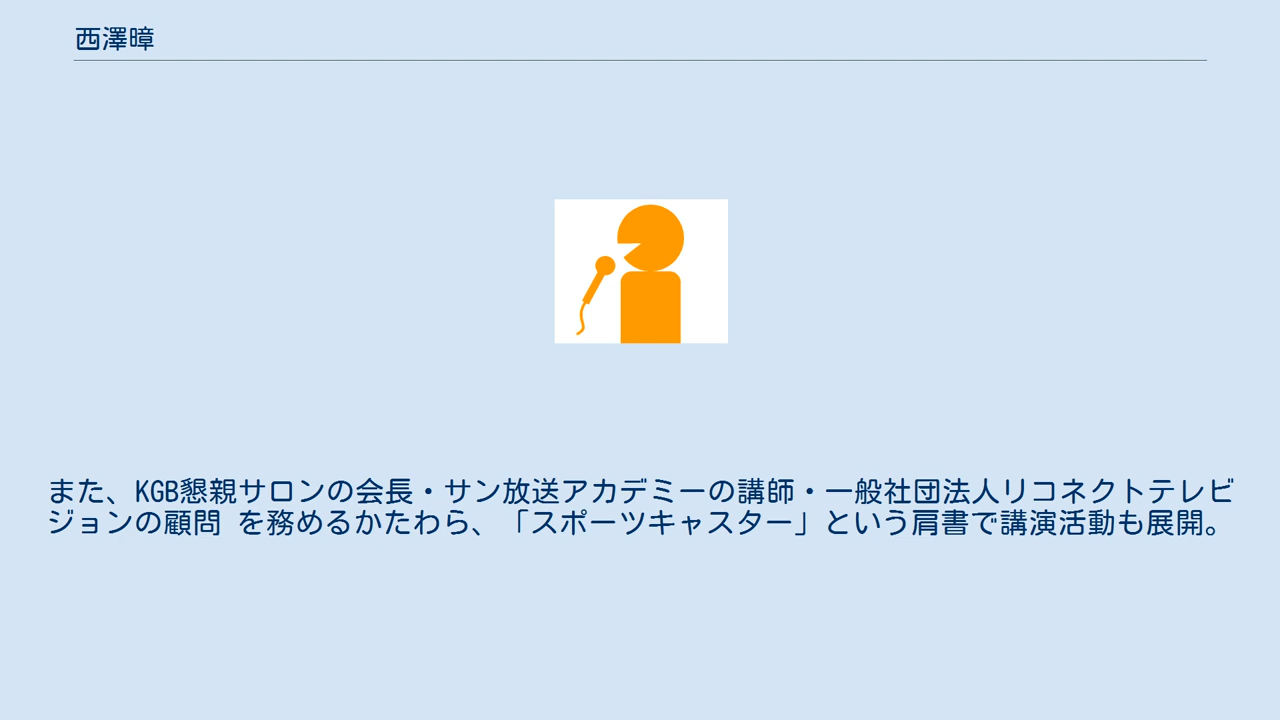 西澤暲
また、KGB懇親サロンの会長・サン放送アカデミーの講師・一般社団法人リコネクトテレビ
ジョンの顧問 を務めるかたわら、「スポーツキャスター」という肩書で講演活動も展開。